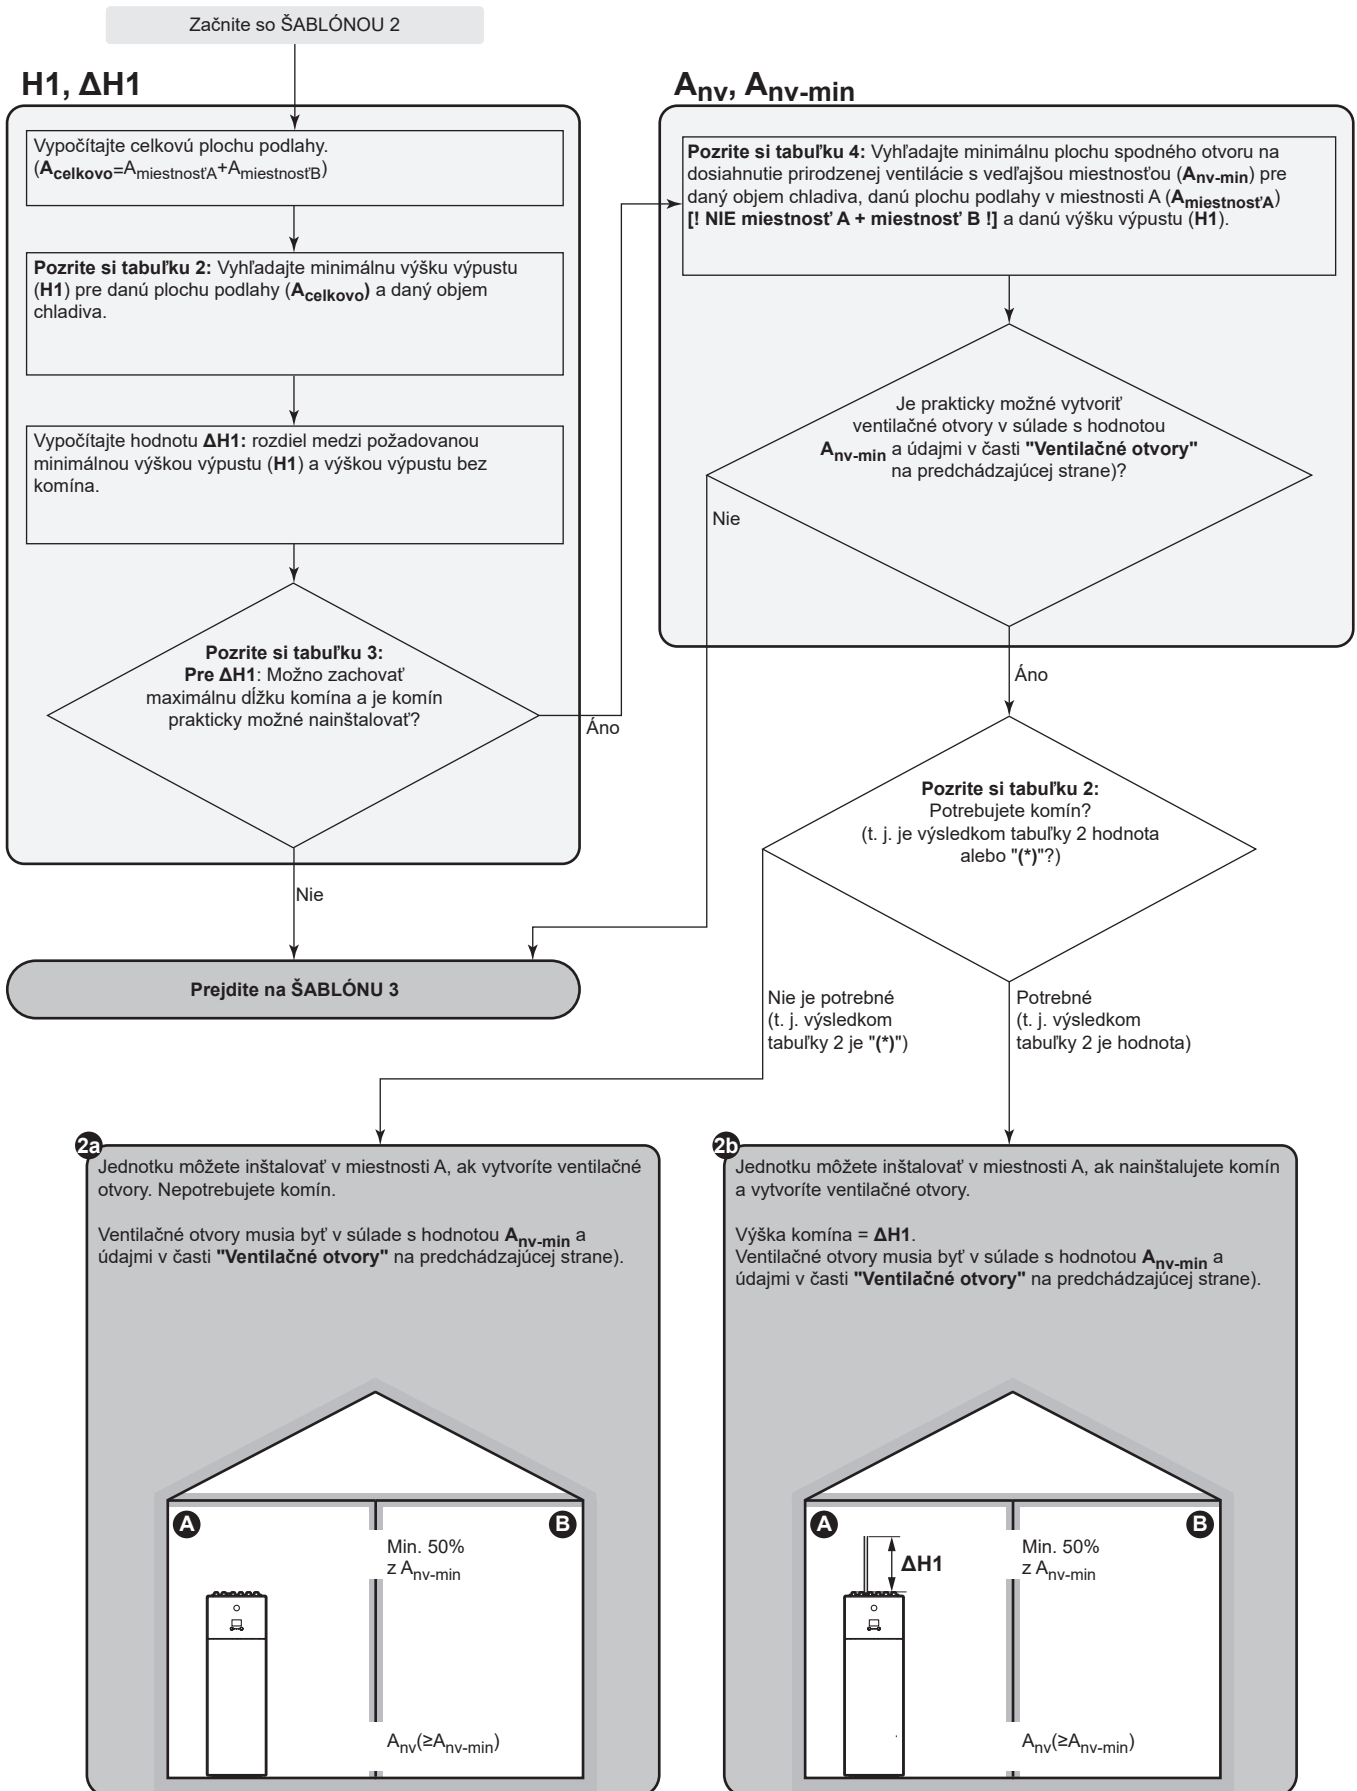 Začnite so ŠABLÓNOU 2
H1, ΔH1
Vypočítajte celkovú plochu podlahy.
(Acelkovo=AmiestnosťA+AmiestnosťB)
Pozrite si tabuľku 2: Vyhľadajte minimálnu výšku výpustu
(H1) pre danú plochu podlahy (Acelkovo) a daný objem
chladiva.
Vypočítajte hodnotu ΔH1: rozdiel medzi požadovanou
minimálnou výškou výpustu (H1) a výškou výpustu bez
komína.
Pozrite si tabuľku 3:
Pre ΔH1: Možno zachovať
maximálnu dĺžku komína a je komín
prakticky možné nainštalovať?
Áno
Nie
Prejdite na ŠABLÓNU 3
Anv, Anv-min
Pozrite si tabuľku 4: Vyhľadajte minimálnu plochu spodného otvoru na
dosiahnutie prirodzenej ventilácie s vedľajšou miestnosťou (Anv-min) pre
daný objem chladiva, danú plochu podlahy v miestnosti A (AmiestnosťA)
[! NIE miestnosť A + miestnosť B !] a danú výšku výpustu (H1).
Je prakticky možné vytvoriť
ventilačné otvory v súlade s hodnotou
Anv-min a údajmi v časti "Ventilačné otvory"
na predchádzajúcej strane)?
Nie
Áno
Pozrite si tabuľku 2:
Potrebujete komín?
(t. j. je výsledkom tabuľky 2 hodnota
alebo "(*)"?)
Nie je potrebné
(t. j. výsledkom
tabuľky 2 je "(*)")
Potrebné
(t. j. výsledkom
tabuľky 2 je hodnota)
2a
Jednotku môžete inštalovať v miestnosti A, ak vytvoríte ventilačné
otvory. Nepotrebujete komín.
Ventilačné otvory musia byť v súlade s hodnotou Anv-min a
údajmi v časti "Ventilačné otvory" na predchádzajúcej strane).
A
B
Min. 50%
z Anv-min
Anv(≥Anv-min)
2b
Jednotku môžete inštalovať v miestnosti A, ak nainštalujete komín
a vytvoríte ventilačné otvory.
Výška komína = ΔH1.
Ventilačné otvory musia byť v súlade s hodnotou Anv-min a
údajmi v časti "Ventilačné otvory" na predchádzajúcej strane).
A
B
ΔH1
Min. 50%
z Anv-min
Anv(≥Anv-min)